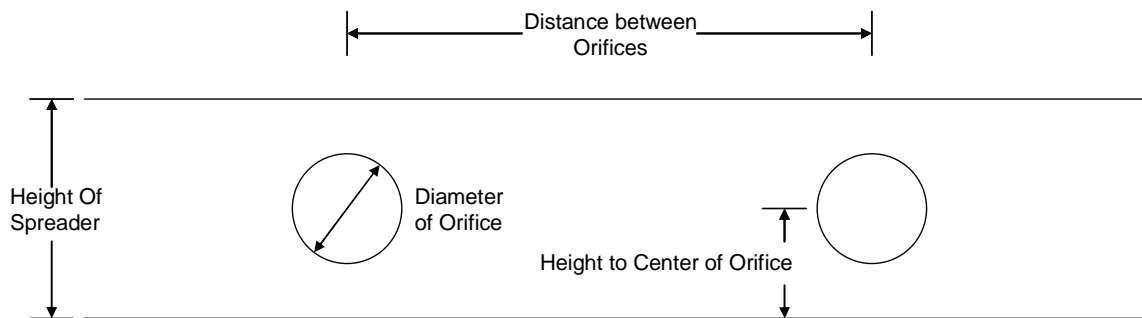 Distance between
Orifices
Height Of
Spreader
Diameter
of Orifice
Height to Center of Orifice